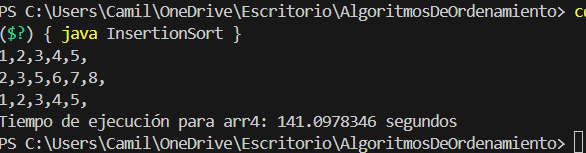 PS C:\Users\Camil\OneDrive\Escritorio\AlgoritmosDeOrdenamiento>
($?) { java InsertionSort }
1,2,3,4,5,
2,3,5,6,7,8,
1,2,3,4,5,
Tiempo de ejecución para arr4: 141.0978346 segundos
PS C:\Users\Camil\OneDrive\Escritorio\AlgoritmosDeOrdenamiento>